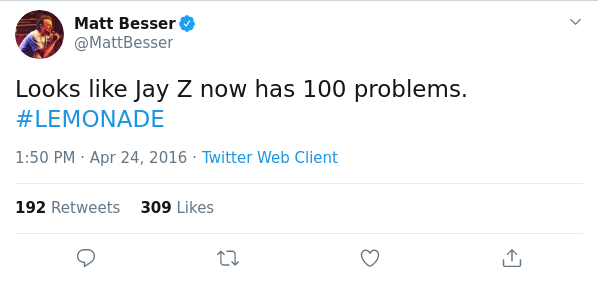 Matt Besser
@MattBesser
Looks like Jay Z now has 100 problems.
#LEMONADE
1:50 PM · Apr 24, 2016 · Twitter Web Client
192 Retweets 309 Likes